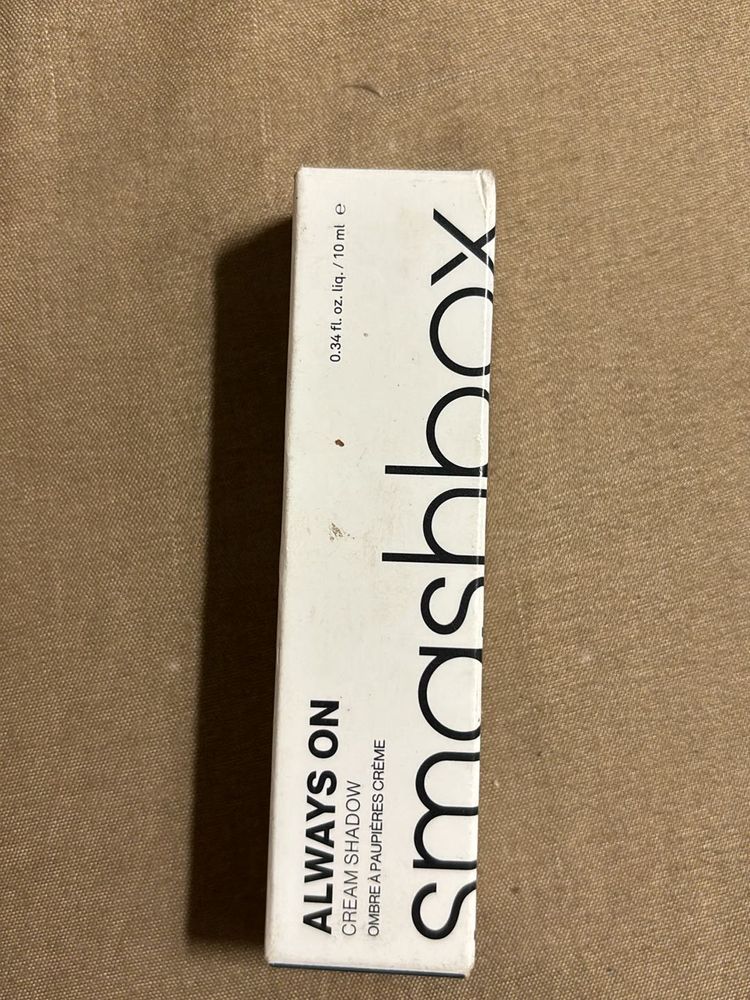 ALWAYS ON
CREAM SHADOW
OMBRE À PAUPIÈRES CRÈME
0.34 fl. oz. liq. / 10 ml ℮
smashbox